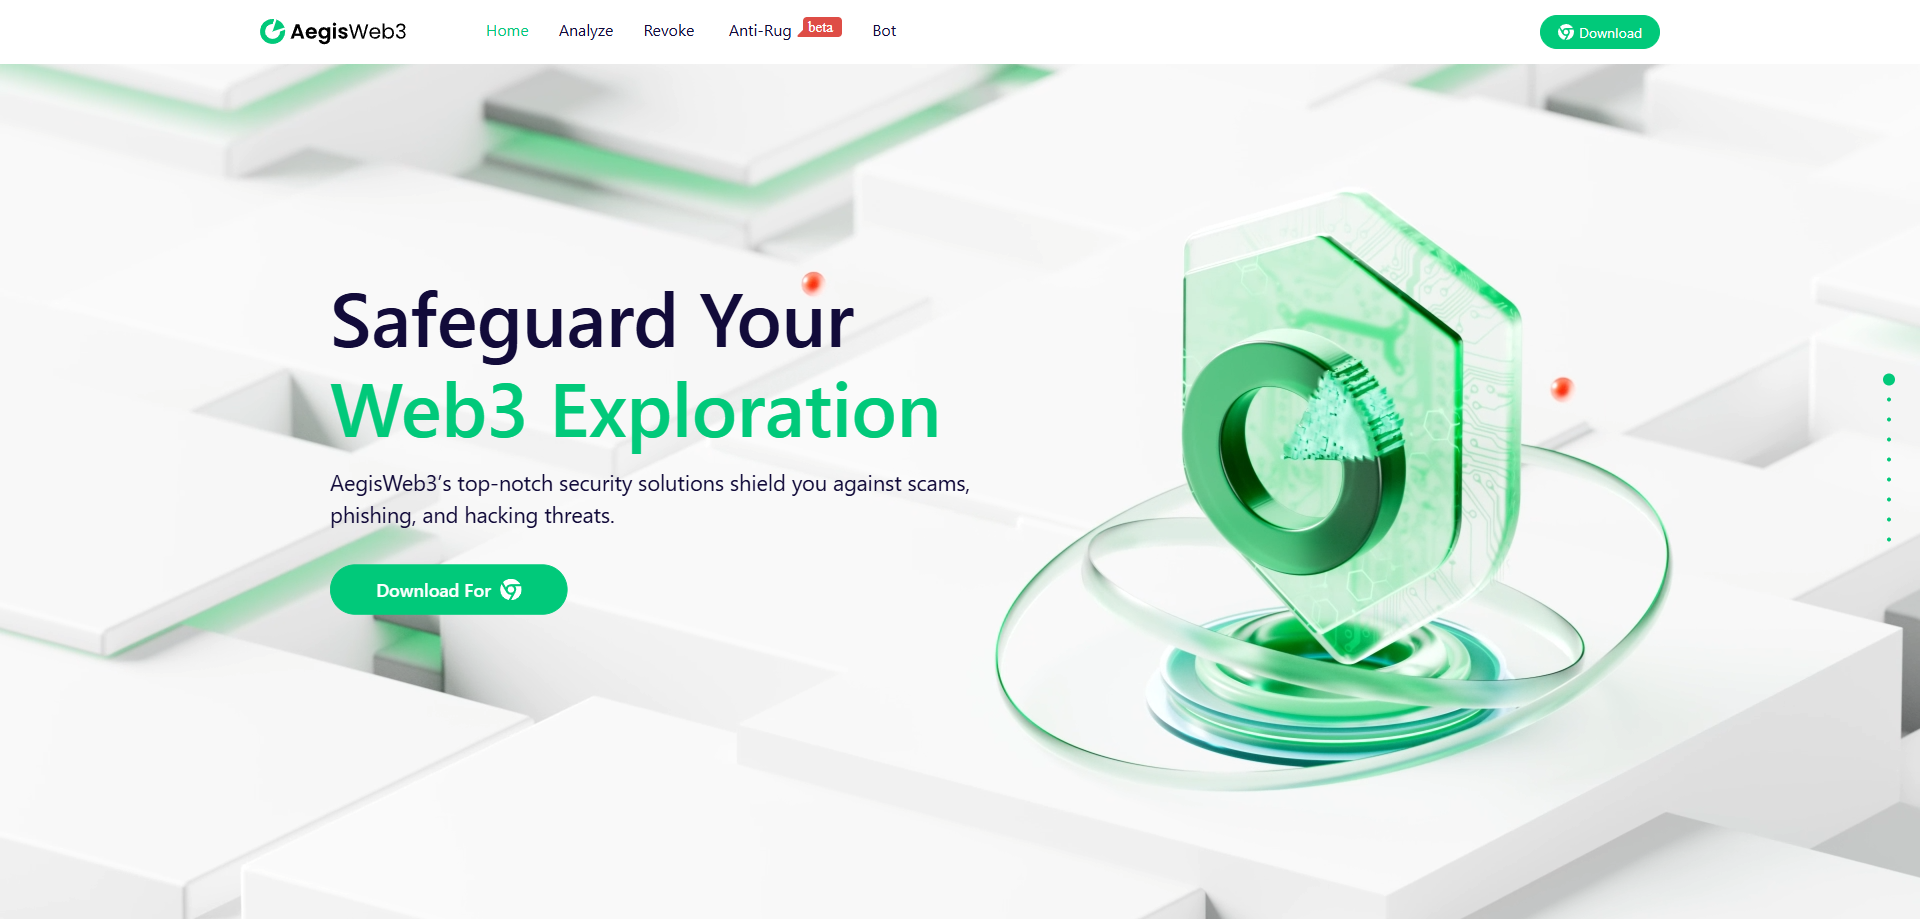 AegisWeb3
Home
Analyze
Revoke
Anti-Rug
beta
Bot
Download
Safeguard Your
Web3 Exploration
AegisWeb3’s top-notch security solutions shield you against scams,
phishing, and hacking threats.
Download For